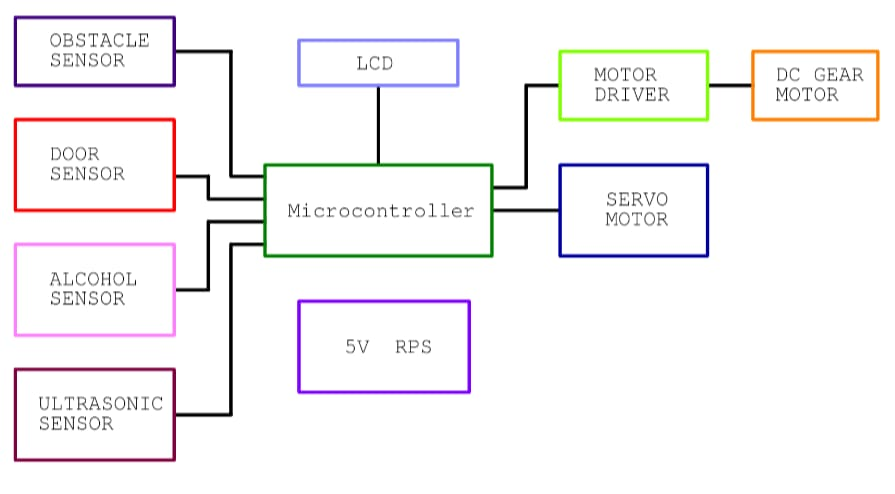 OBSTACLE
SENSOR
LCD
MOTOR
DRIVER
DC GEAR
MOTOR
DOOR
SENSOR
Microcontroller
SERVO
MOTOR
ALCOHOL
SENSOR
5V RPS
ULTRASONIC
SENSOR